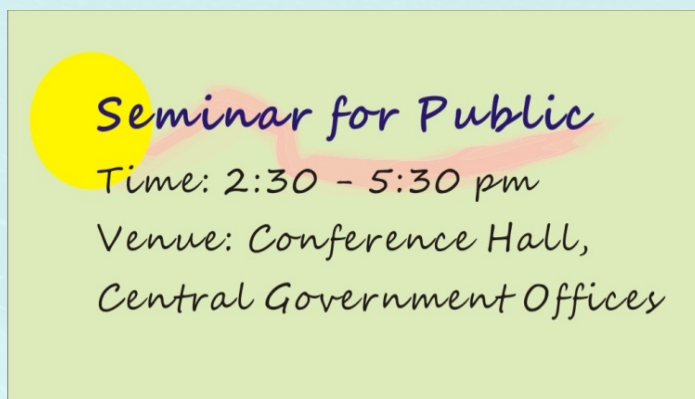 Seminar for Public
Time: 2:30 - 5:30 pm
Venue: Conference Hall,
Central Government Offices